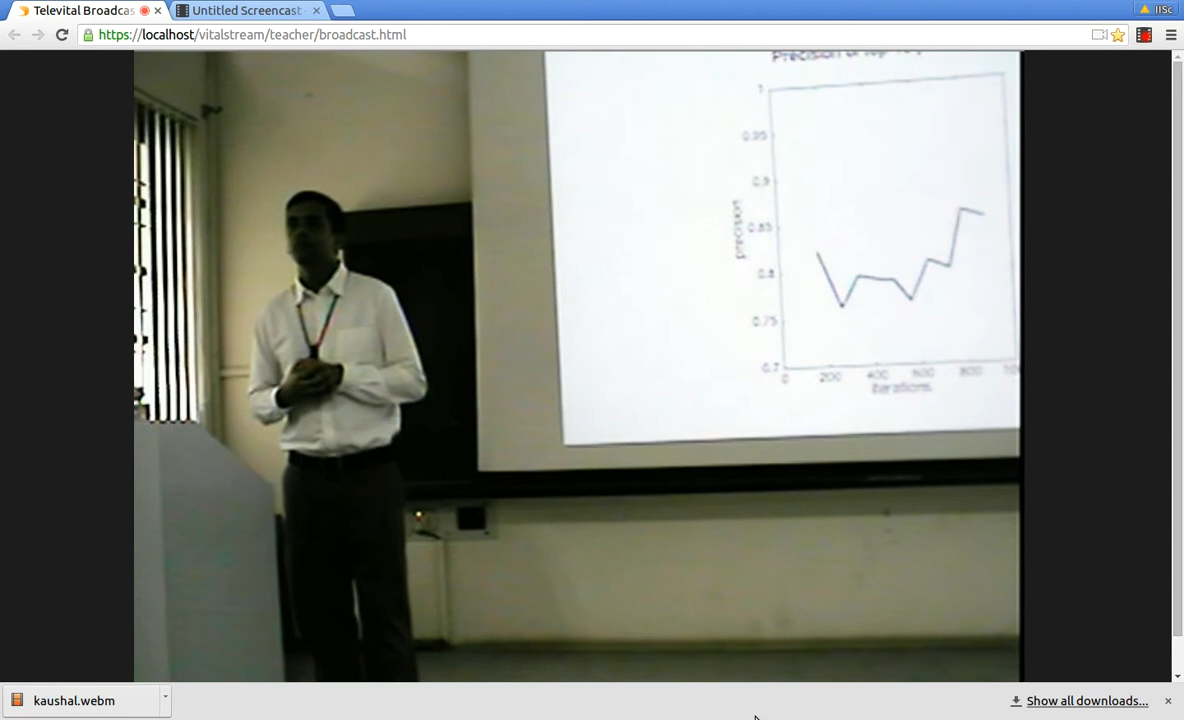 Televital Broadcas
Untitled Screencast -
IISc
https://localhost/vitalstream/teacher/broadcast.html
Precision
1
0.95
0.9
0.85
0.8
0.75
0.7
precision
0 200 400 600 800
iterations
kaushal.webm
Show all downloads...